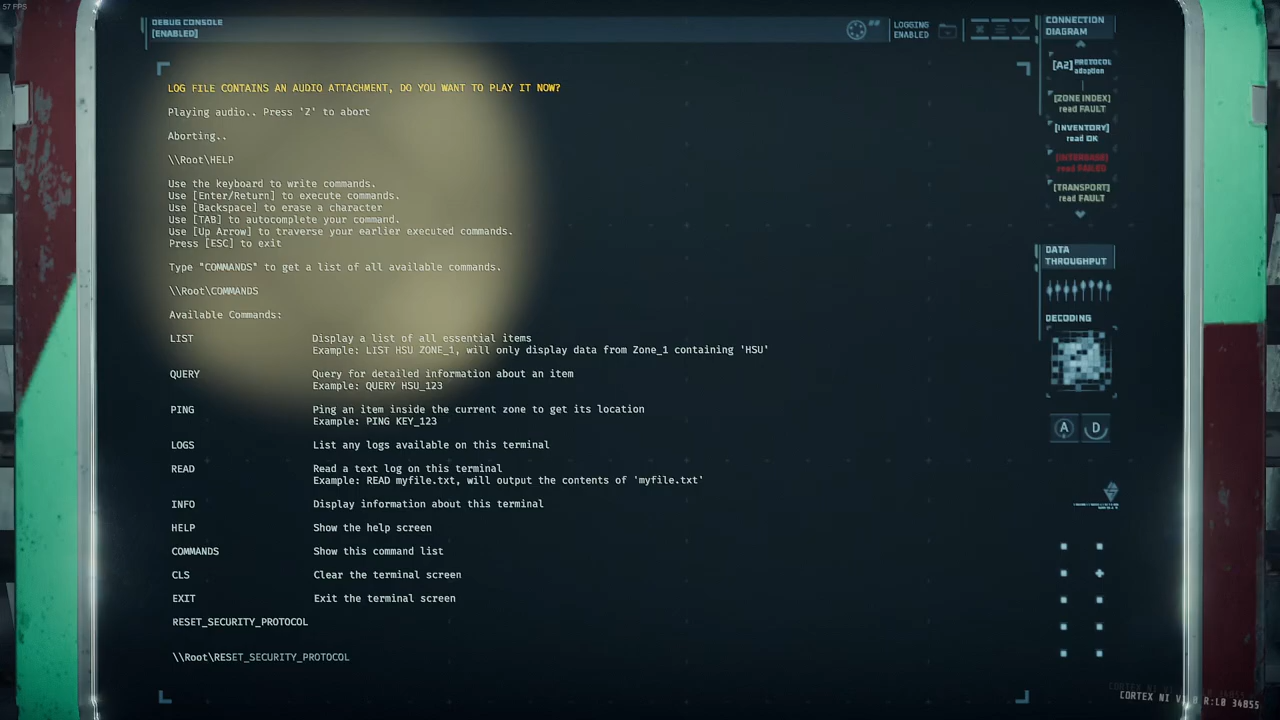 57 FPS
DEBUG CONSOLE
[ENABLED]
LOGGING
ENABLED
CONNECTION
DIAGRAM
LOG FILE CONTAINS AN AUDIO ATTACHMENT, DO YOU WANT TO PLAY IT NOW?
Playing audio.. Press 'Z' to abort
Aborting..
\\Root\HELP
Use the keyboard to write commands.
Use [Enter/Return] to execute commands.
Use [Backspace] to erase a character
Use [TAB] to autocomplete your command.
Use [Up Arrow] to traverse your earlier executed commands.
Press [ESC] to exit
Type "COMMANDS" to get a list of all available commands.
\\Root\COMMANDS
Available Commands:
LIST Display a list of all essential items
Example: LIST HSU ZONE_1, will only display data from Zone_1 containing 'HSU'
QUERY Query for detailed information about an item
Example: QUERY HSU_123
PING Ping an item inside the current zone to get its location
Example: PING KEY_123
LOGS List any logs available on this terminal
READ Read a text log on this terminal
Example: READ myfile.txt, will output the contents of 'myfile.txt'
INFO Display information about this terminal
HELP Show the help screen
COMMANDS Show this command list
CLS Clear the terminal screen
EXIT Exit the terminal screen
RESET_SECURITY_PROTOCOL
\\Root\RESET_SECURITY_PROTOCOL
[A2] PROTOCOL
adaption
[ZONE INDEX]
read FAULT
[INVENTORY]
read OK
[INTERBASE]
read FAILED
[TRANSPORT]
read FAULT
DATA
THROUGHPUT
DECODING
A D
CORTEX NI R:L0 34855